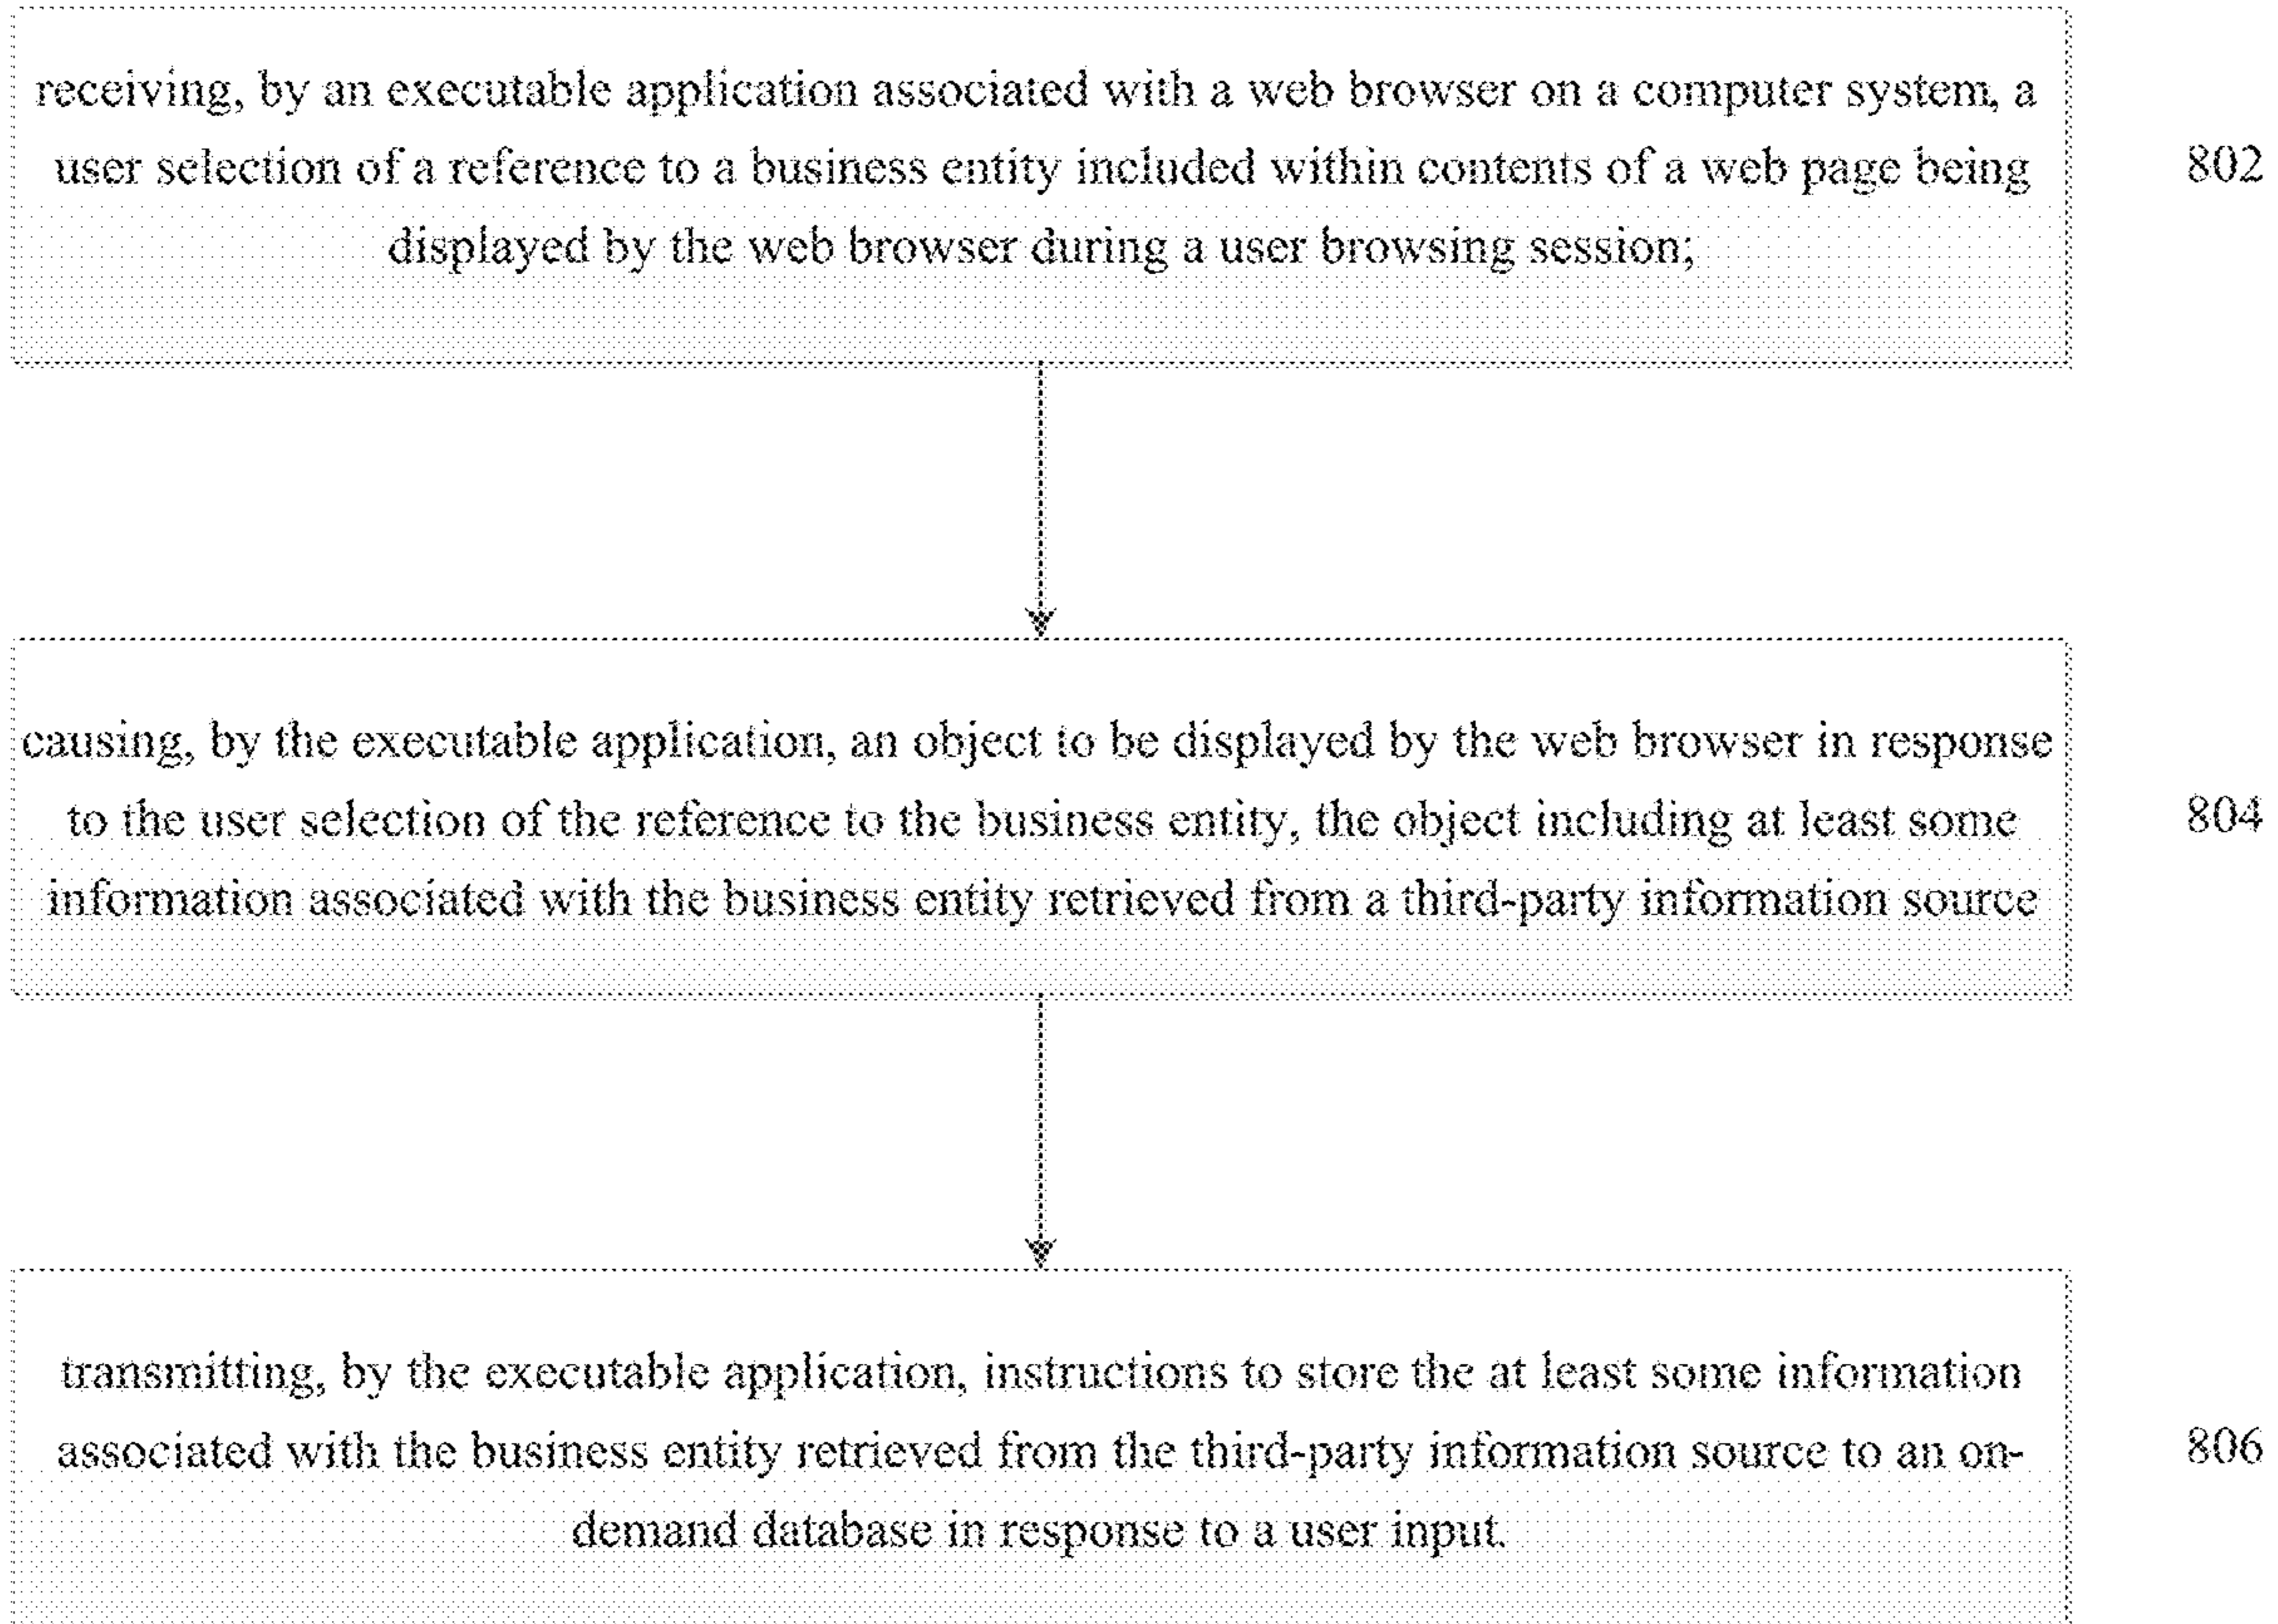 receiving, by an executable application associated with a web browser on a computer system, a
user selection of a reference to a business entity included within contents of a web page being
displayed by the web browser during a user browsing session;
802
causing, by the executable application, an object to be displayed by the web browser in response
to the user selection of the reference to the business entity, the object including at least some
information associated with the business entity retrieved from a third-party information source
804
transmitting, by the executable application, instructions to store the at least some information
associated with the business entity retrieved from the third-party information source to an on-
demand database in response to a user input.
806